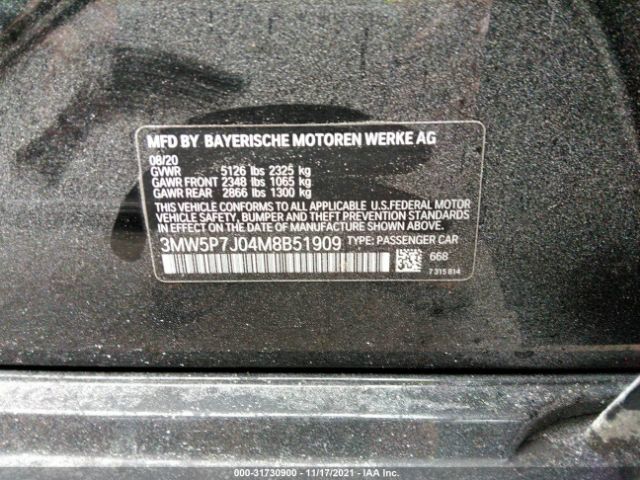 MFD BY BAYERISCHE MOTOREN WERKE AG
08/20
GVWR 5126 lbs 2325 kg
GAWR FRONT 2348 lbs 1065 kg
GAWR REAR 2866 lbs 1300 kg
THIS VEHICLE CONFORMS TO ALL APPLICABLE U.S.FEDERAL MOTOR
VEHICLE SAFETY, BUMPER AND THEFT PREVENTION STANDARDS
IN EFFECT ON THE DATE OF MANUFACTURE SHOWN ABOVE.
3MW5P7J04M8B51909 TYPE: PASSENGER CAR
668
7 315 814
000-31730900 - 11/17/2021 - IAA Inc.